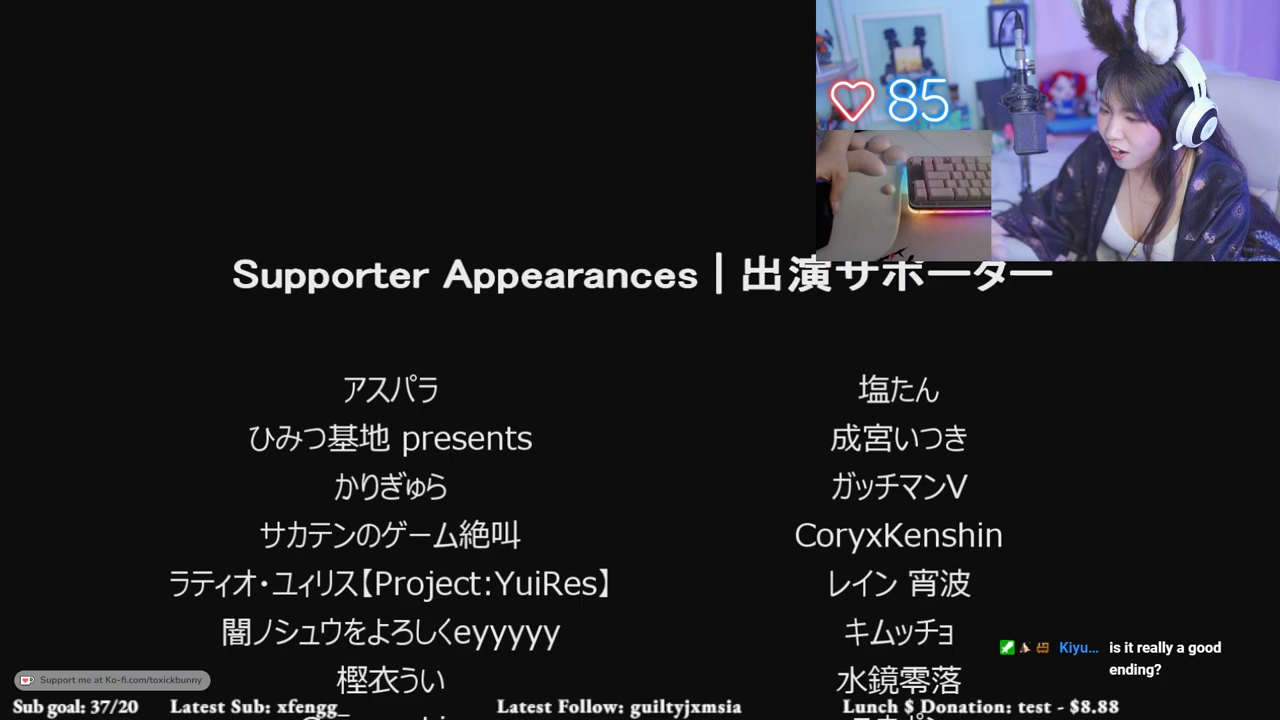 85
Supporter Appearances | 出演サポーター
アスパラ
塩たん
ひみつ基地 presents
成宮いつき
かりぎゅら
ガッチマンV
サカテンのゲーム絶叫
CoryxKenshin
ラティオ・ユィリス【Project:YuiRes】
レイン 宵波
闇ノシュウをよろしくeyyyyy
キムッチョ
樫衣うい
水鏡零落
Kiyu... is it really a good
ending?
Support me at Ko-fi.com/toxickbunny
Sub goal: 37/20 Latest Sub: xfengg Latest Follow: guiltyjxmsia Lunch $ Donation: test - $8.88